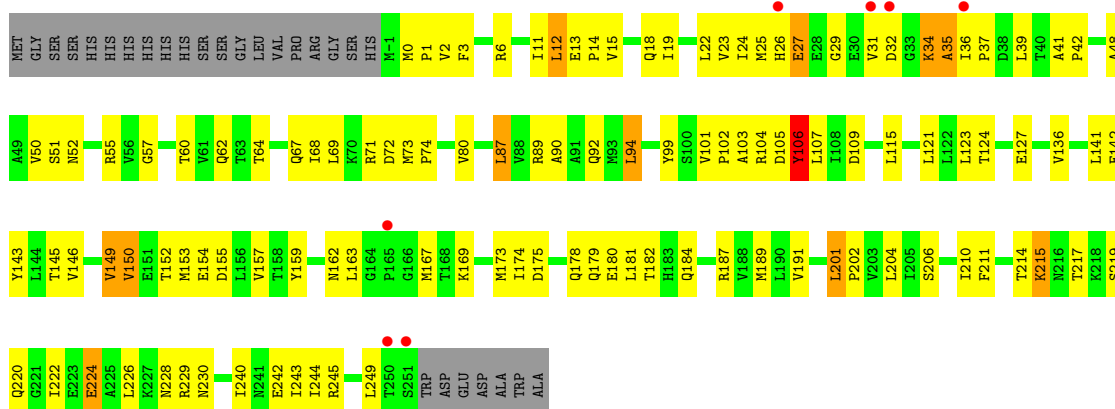 MET GLY SER SER HIS HIS HIS HIS HIS HIS SER SER GLY LEU VAL PRO ARG GLY SER HIS M-1 M0 P1 V2 F3 R6 I11 L12 E13 P14 V15 Q18 I19 L22 V23 I24 M25 H26 E27 E28 G29 E30 V31 D32 G33 K34 A35 I36 P37 D38 L39 T40 A41 P42 A48
A49 V50 S51 N52 R55 V56 G57 T60 V61 Q62 T63 T64 Q67 I68 L69 K70 R71 D72 M73 P74 V80 L87 V88 R89 A90 A91 Q92 M93 L94 Y99 S100 V101 P102 A103 R104 D105 Y106 L107 I108 D109 L115 L121 L122 L123 T124 E127 V136 L141 E142
Y143 L144 T145 V146 V149 V150 E151 T152 M153 E154 D155 L156 V157 T158 Y159 N162 L163 G164 P165 G166 M167 T168 K169 M173 I174 D175 Q178 Q179 E180 L181 T182 H183 Q184 R187 V188 M189 L190 V191 L201 P202 V203 L204 I205 S206 I210 F211 T214 K215 N216 T217 K218 S219
Q220 G221 I222 E223 E224 A225 L226 K227 N228 R229 N230 I240 N241 E242 I243 I244 R245 L249 T250 S251 TRP ASP GLU ASP ALA TRP ALA